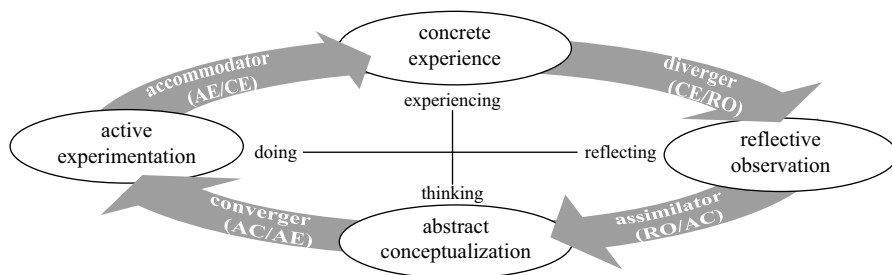 concrete
experience
accommodator
(AE/CE)
diverger
(CE/RO)
experiencing
active
experimentation
doing
reflecting
reflective
observation
thinking
converger
(AC/AE)
abstract
conceptualization
assimilator
(RO/AC)